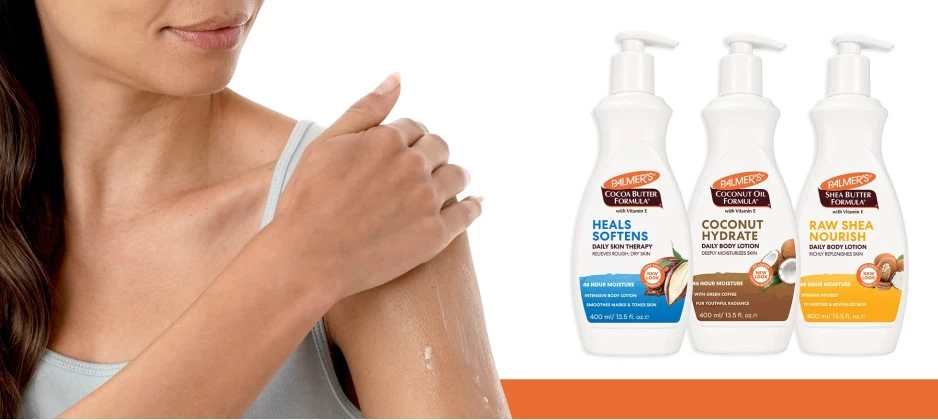 PALMER'S®
COCOA BUTTER
FORMULA®
with Vitamin E
HEALS
SOFTENS
DAILY SKIN THERAPY
RELIEVES ROUGH, DRY SKIN
NEW
LOOK
48 HOUR MOISTURE
INTENSIVE BODY LOTION
SMOOTHES MARKS & TONES SKIN
400 ml/ 13.5 fl. oz.℮
PALMER'S®
COCONUT OIL
FORMULA®
with Vitamin E
COCONUT
HYDRATE
DAILY BODY LOTION
DEEPLY MOISTURIZES SKIN
NEW
LOOK
48 HOUR MOISTURE
WITH GREEN COFFEE
FOR YOUTHFUL RADIANCE
400 ml/ 13.5 fl. oz.℮
PALMER'S®
SHEA BUTTER
FORMULA®
with Vitamin E
RAW SHEA
NOURISH
DAILY BODY LOTION
RICHLY REPLENISHES SKIN
NEW
LOOK
48 HOUR MOISTURE
VITAMIN INFUSED
TO RESTORE & REVITALIZE SKIN
400 ml/ 13.5 fl. oz.℮